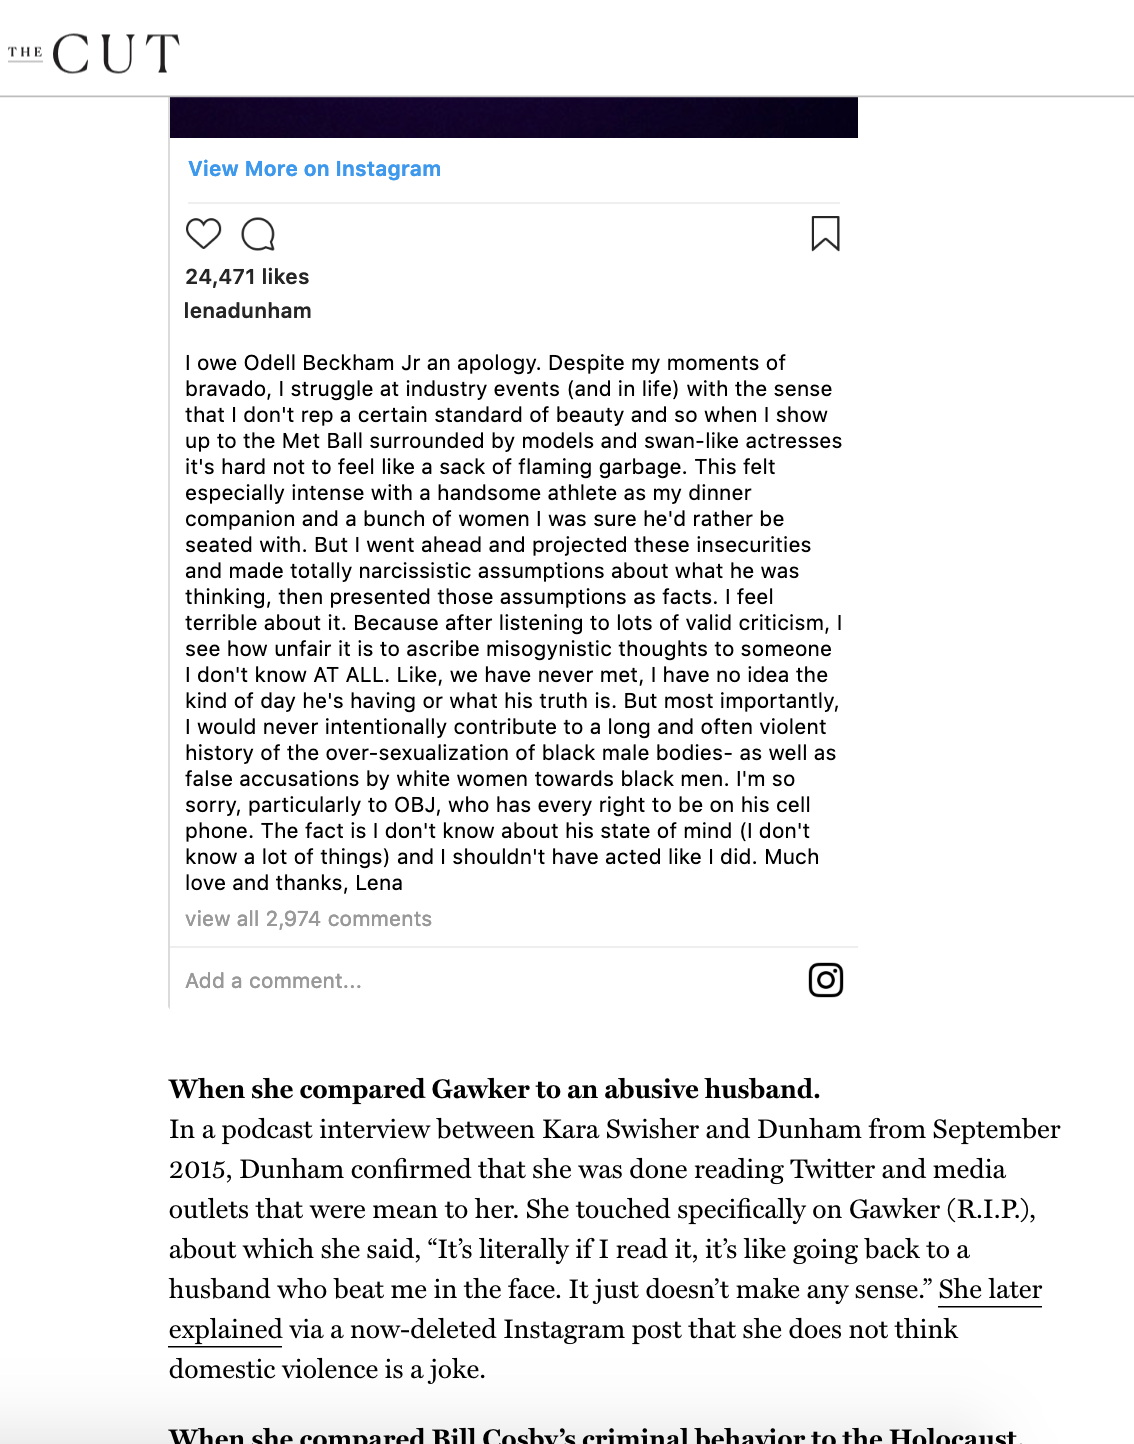 THE CUT
View More on Instagram
24,471 likes
lenadunham
I owe Odell Beckham Jr an apology. Despite my moments of
bravado, I struggle at industry events (and in life) with the sense
that I don't rep a certain standard of beauty and so when I show
up to the Met Ball surrounded by models and swan-like actresses
it's hard not to feel like a sack of flaming garbage. This felt
especially intense with a handsome athlete as my dinner
companion and a bunch of women I was sure he'd rather be
seated with. But I went ahead and projected these insecurities
and made totally narcissistic assumptions about what he was
thinking, then presented those assumptions as facts. I feel
terrible about it. Because after listening to lots of valid criticism, I
see how unfair it is to ascribe misogynistic thoughts to someone
I don't know AT ALL. Like, we have never met, I have no idea the
kind of day he's having or what his truth is. But most importantly,
I would never intentionally contribute to a long and often violent
history of the over-sexualization of black male bodies- as well as
false accusations by white women towards black men. I'm so
sorry, particularly to OBJ, who has every right to be on his cell
phone. The fact is I don't know about his state of mind (I don't
know a lot of things) and I shouldn't have acted like I did. Much
love and thanks, Lena
view all 2,974 comments
Add a comment...
When she compared Gawker to an abusive husband.
In a podcast interview between Kara Swisher and Dunham from September
2015, Dunham confirmed that she was done reading Twitter and media
outlets that were mean to her. She touched specifically on Gawker (R.I.P.),
about which she said, “It’s literally if I read it, it’s like going back to a
husband who beat me in the face. It just doesn’t make any sense.” She later
explained via a now-deleted Instagram post that she does not think
domestic violence is a joke.
When she compared Bill Cosby’s criminal behavior to the Holocaust.